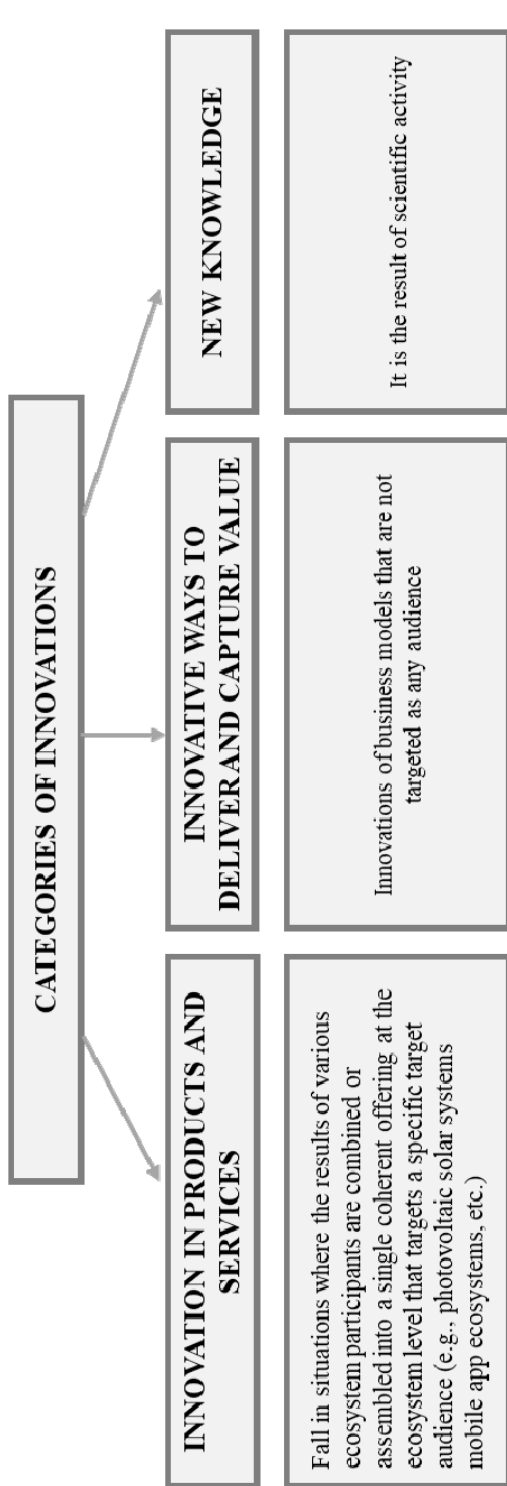 CATEGORIES OF INNOVATIONS
INNOVATION IN PRODUCTS AND
SERVICES
Fall in situations where the results of various
ecosystem participants are combined or
assembled into a single coherent offering at the
ecosystem level that targets a specific target
audience (e.g., photovoltaic solar systems
mobile app ecosystems, etc.)
INNOVATIVE WAYS TO
DELIVER AND CAPTURE VALUE
Innovations of business models that are not
targeted as any audience
NEW KNOWLEDGE
It is the result of scientific activity